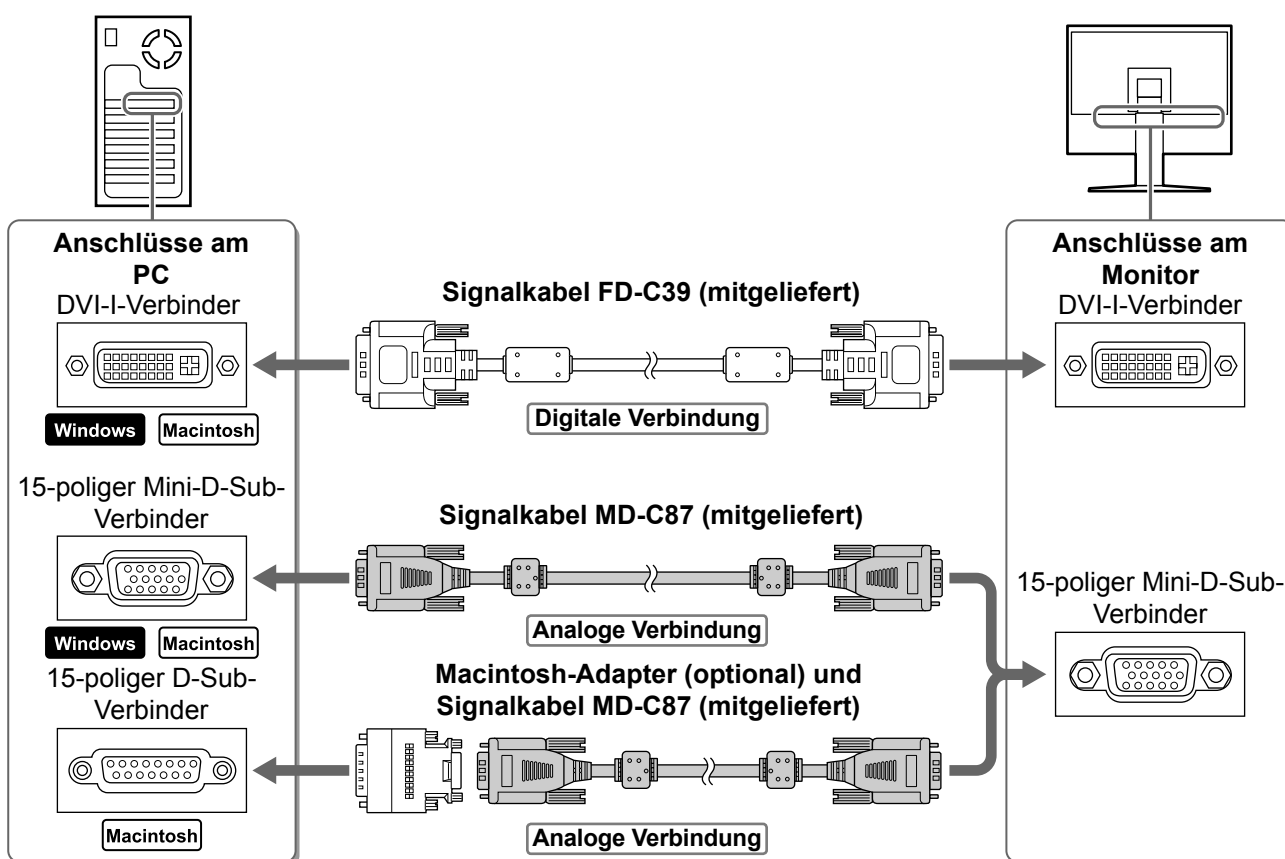 Anschlüsse am
PC
DVI-I-Verbinder
Windows Macintosh
15-poliger Mini-D-Sub-
Verbinder
Windows Macintosh
15-poliger D-Sub-
Verbinder
Macintosh
Signalkabel FD-C39 (mitgeliefert)
Digitale Verbindung
Signalkabel MD-C87 (mitgeliefert)
Analoge Verbindung
Macintosh-Adapter (optional) und
Signalkabel MD-C87 (mitgeliefert)
Analoge Verbindung
Anschlüsse am
Monitor
DVI-I-Verbinder
15-poliger Mini-D-Sub-
Verbinder